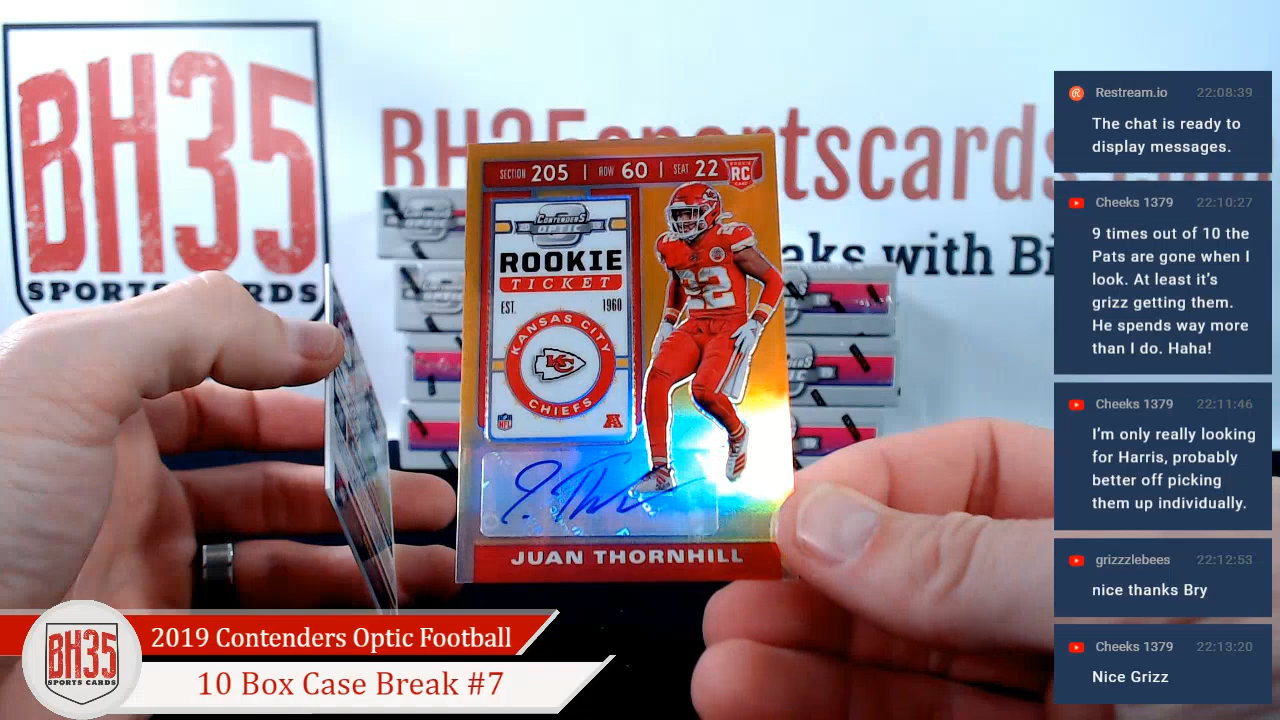 BH35
SPORTS CARDS
BH35sportscards
aks with Bi
SECTION 205 | ROW 60 | SEAT 22
ROOKIE
RC
CONTENDERS
OPTIC
ROOKIE
TICKET
EST. 1960
KANSAS CITY
KC
CHIEFS
NFL
A
22
JUAN THORNHILL
BH35
SPORTS CARDS
2019 Contenders Optic Football
10 Box Case Break #7
Restream.io 22:08:39
The chat is ready to
display messages.
Cheeks 1379 22:10:27
9 times out of 10 the
Pats are gone when I
look. At least it's
grizz getting them.
He spends way more
than I do. Haha!
Cheeks 1379 22:11:46
I'm only really looking
for Harris, probably
better off picking
them up individually.
grizzzlebees 22:12:53
nice thanks Bry
Cheeks 1379 22:13:20
Nice Grizz